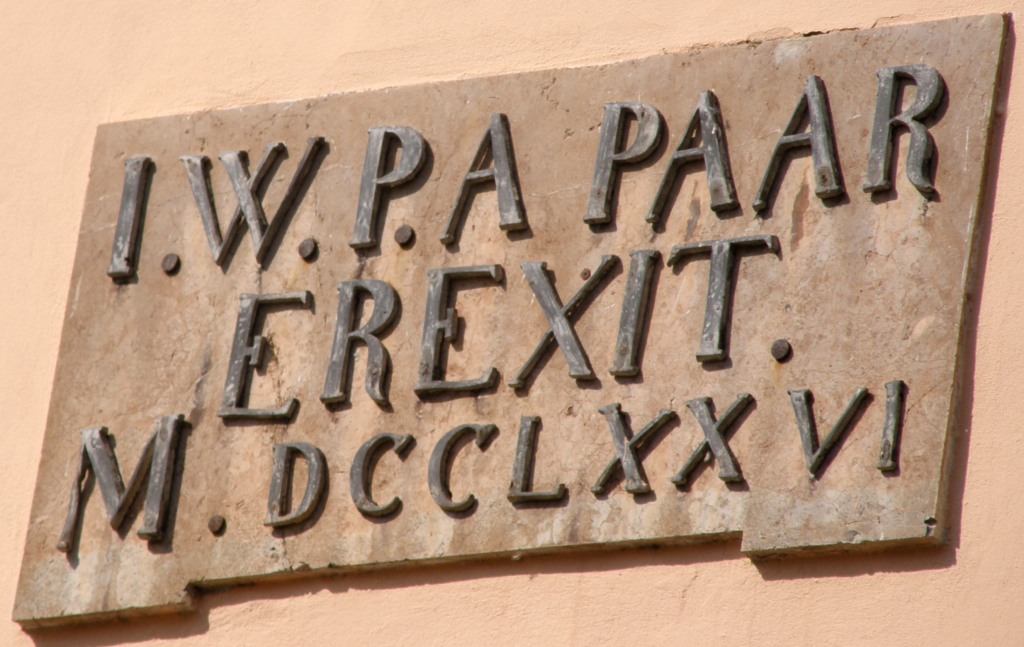 I.W.P.A PAAR
EREXIT.
M.DCCLXXVI